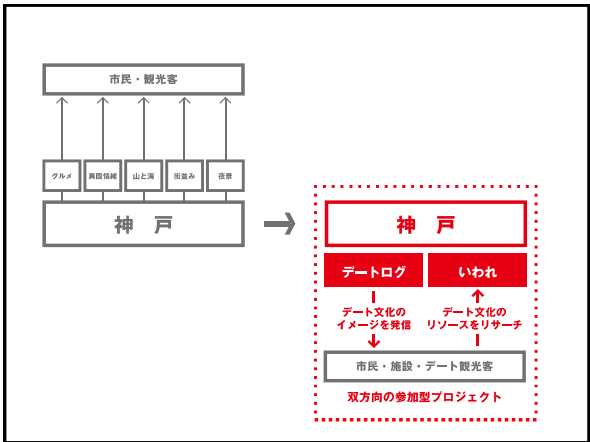 市民・観光客
グルメ
異国情緒
山と海
街並み
夜景
神 戸
神 戸
デートログ
いわれ
デート文化の
イメージを発信
デート文化の
リソースをリサーチ
市民・施設・デート観光客
双方向の参加型プロジェクト